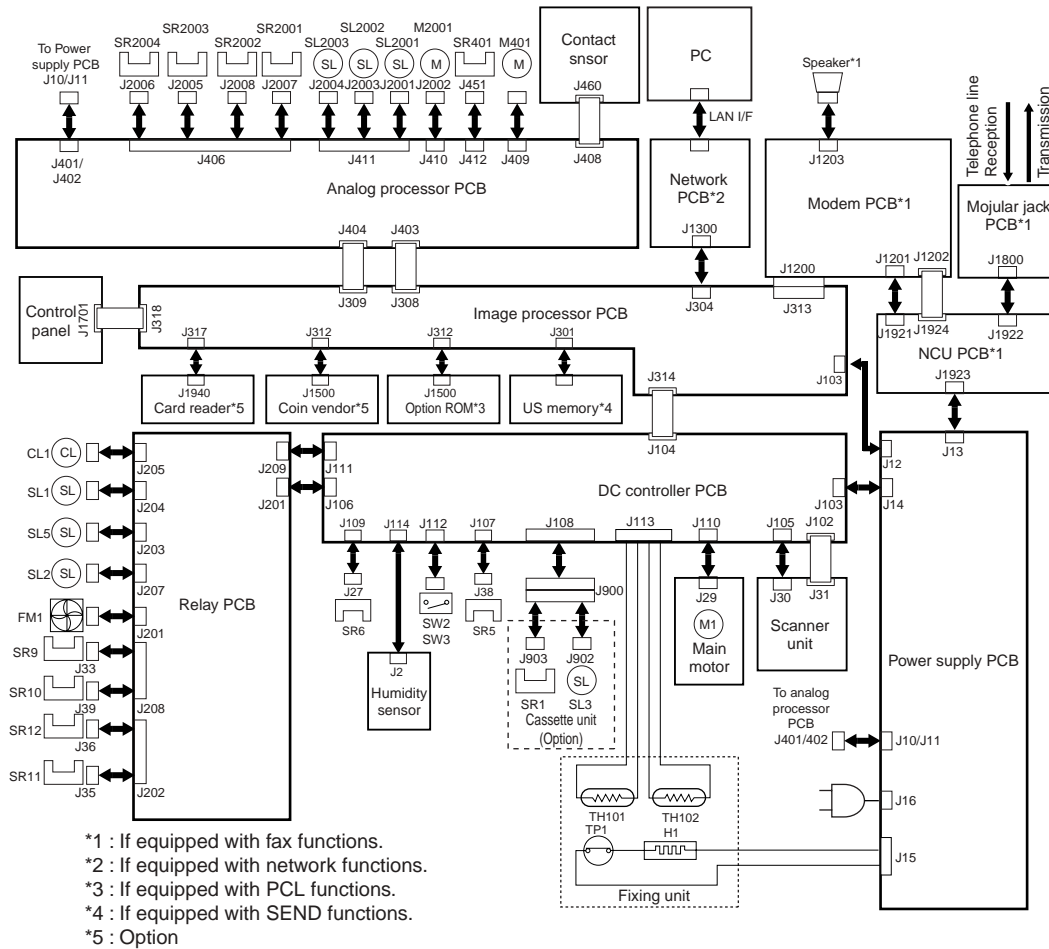 To Power
supply PCB
J10/J11
SR2004
SR2003
SR2002
SR2001
SL2003
SL2002
SL2001
M2001
SR401
M401
SL
SL
SL
M
M
J2006
J2005
J2008
J2007
J2004
J2003
J2001
J2002
J451
Contact
snsor
J460
PC
LAN I/F
Speaker*1
Telephone line
Reception
Transmission
J401/
J402
J406
J411
J410
J412
J409
J408
Analog processor PCB
J404
J403
Network
PCB*2
J1300
J1203
Modem PCB*1
J1201
J1202
J1200
Mojular jack
PCB*1
J1800
Control
panel
J1701
J318
J309
J308
Image processor PCB
J304
J313
J1921
J1924
J1922
NCU PCB*1
J1923
J317
J312
J312
J301
J103
J314
J1940
Card reader*5
J1500
Coin vendor*5
J1500
Option ROM*3
US memory*4
CL1
CL
J205
SL1
SL
J204
SL5
SL
J203
SL2
SL
J207
FM1
J201
SR9
J33
SR10
J39
J208
SR12
J36
SR11
J35
J202
Relay PCB
J209
J201
J111
J106
J104
DC controller PCB
J103
J12
J14
J13
J109
J114
J112
J107
J108
J113
J110
J105
J102
J27
SR6
SW2
SW3
J38
SR5
J900
J29
M1
Main
motor
J30
J31
Scanner
unit
J2
Humidity
sensor
J903
J902
SL
SR1
SL3
Cassette unit
(Option)
Power supply PCB
To analog
processor
PCB
J401/402
J10/J11
J16
J15
TH101
TH102
TP1
H1
Fixing unit
*1 : If equipped with fax functions.
*2 : If equipped with network functions.
*3 : If equipped with PCL functions.
*4 : If equipped with SEND functions.
*5 : Option